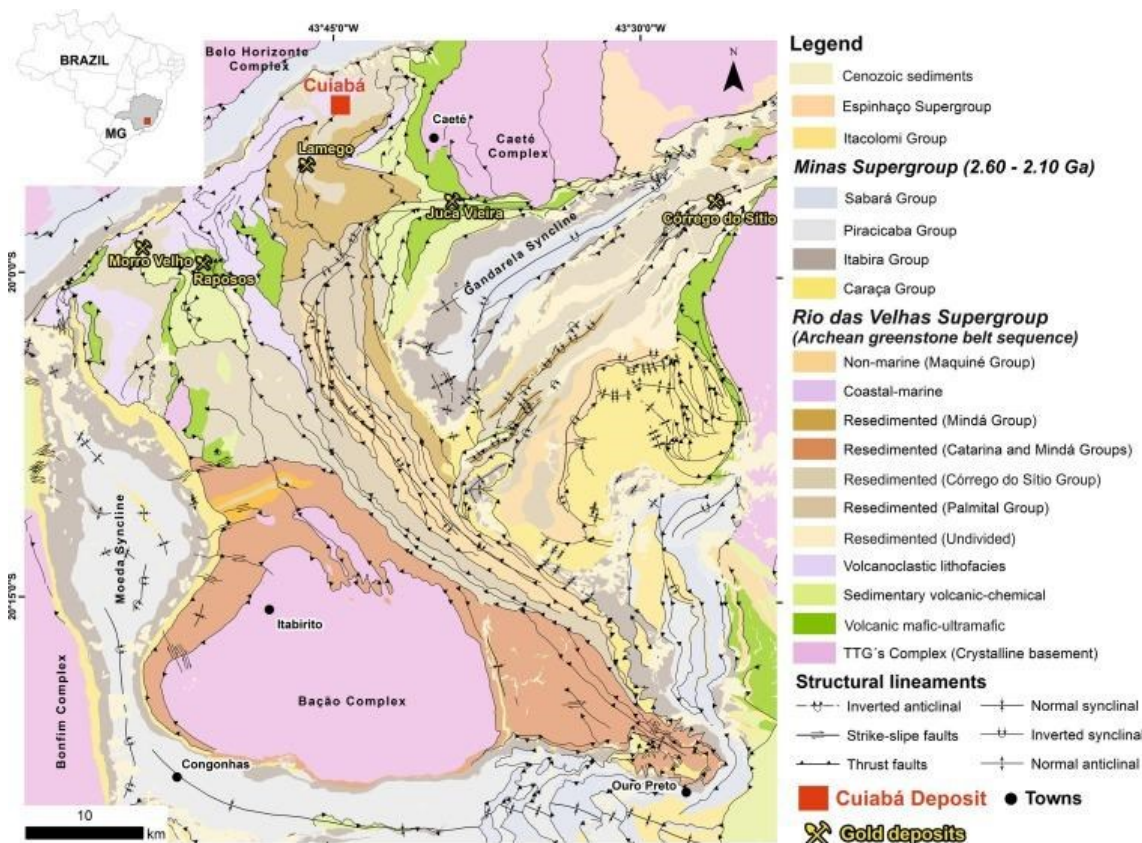 BRAZIL
MG
43°45'0"W
43°30'0"W
20°0'0"S
20°15'0"S
N
Belo Horizonte
Complex
Cuiabá
Caeté
Caeté
Complex
Lamego
Juca Vieira
Córrego do Sítio
Morro Velho
Raposos
Gandarela Syncline
Moeda Syncline
Itabirito
Bação Complex
Bonfim Complex
Congonhas
Ouro Preto
10
km
Legend
Cenozoic sediments
Espinhaço Supergroup
Itacolomi Group
Minas Supergroup (2.60 - 2.10 Ga)
Sabará Group
Piracicaba Group
Itabira Group
Caraça Group
Rio das Velhas Supergroup
(Archean greenstone belt sequence)
Non-marine (Maquiné Group)
Coastal-marine
Resedimented (Mindá Group)
Resedimented (Catarina and Mindá Groups)
Resedimented (Córrego do Sítio Group)
Resedimented (Palmital Group)
Resedimented (Undivided)
Volcanoclastic lithofacies
Sedimentary volcanic-chemical
Volcanic mafic-ultramafic
TTG´s Complex (Crystalline basement)
Structural lineaments
Inverted anticlinal
Normal synclinal
Strike-slipe faults
Inverted synclinal
Thrust faults
Normal anticlinal
Cuiabá Deposit
Towns
Gold deposits